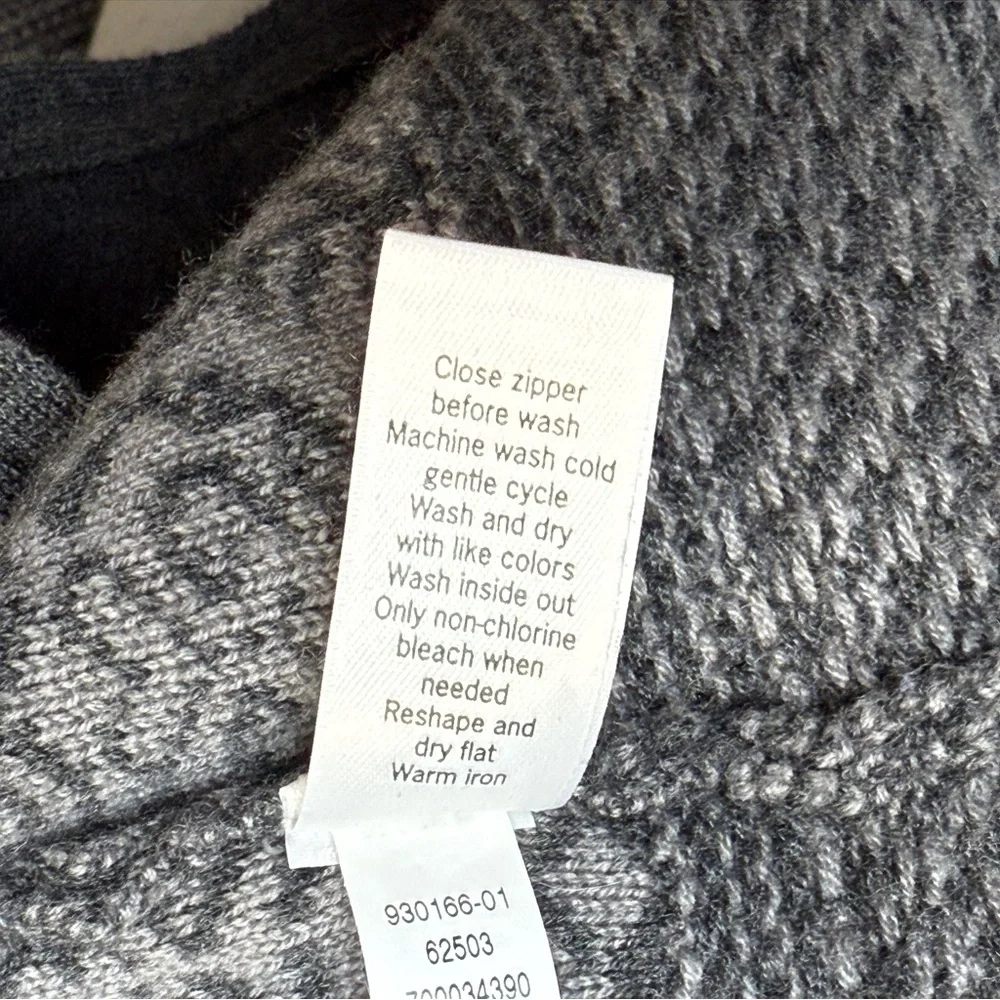 Close zipper
before wash
Machine wash cold
gentle cycle
Wash and dry
with like colors
Wash inside out
Only non-chlorine
bleach when
needed
Reshape and
dry flat
Warm iron
930166-01
62503
700034390